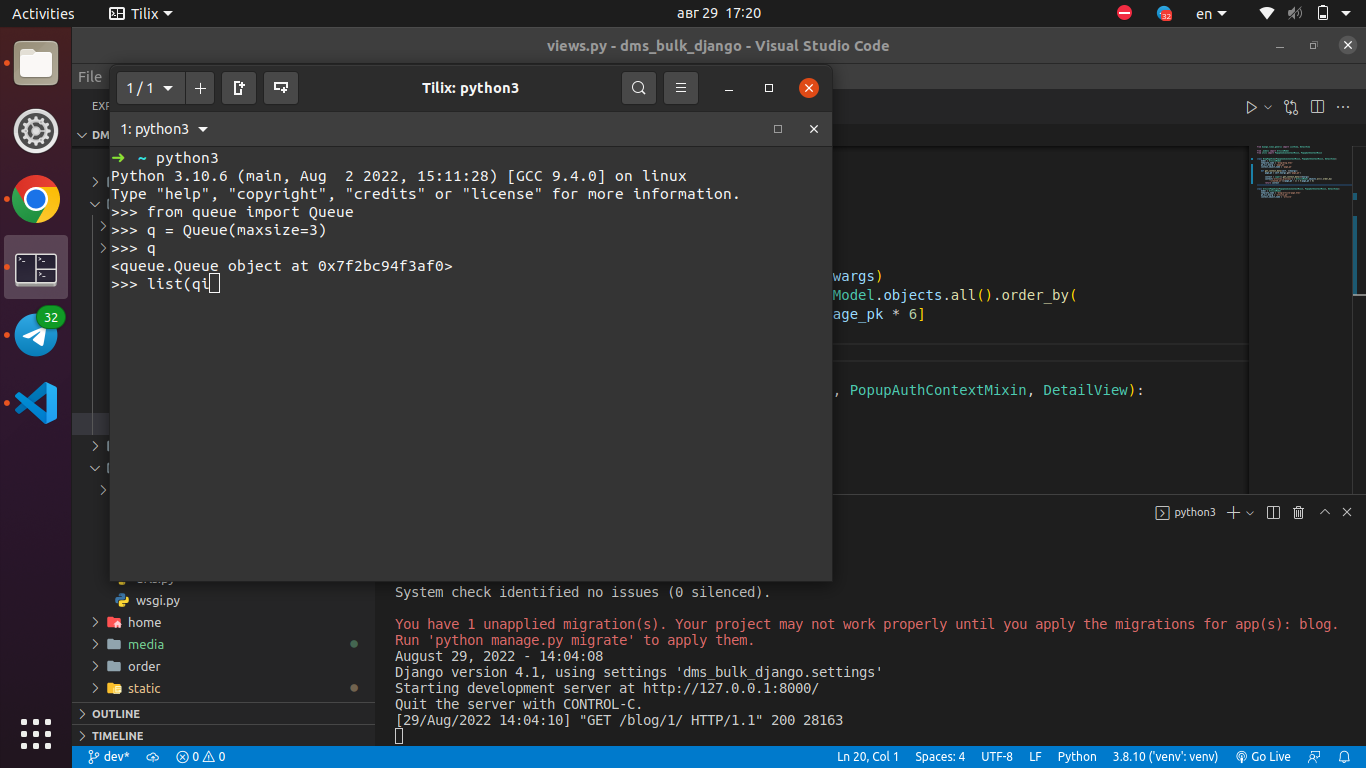 Activities
Tilix
авг 29 17:20
32
en
views.py - dms_bulk_django - Visual Studio Code
File
1 / 1
Tilix: python3
EXP
1: python3
DM
➜ ~ python3
Python 3.10.6 (main, Aug  2 2022, 15:11:28) [GCC 9.4.0] on linux
Type "help", "copyright", "credits" or "license" for more information.
>>> from queue import Queue
>>> q = Queue(maxsize=3)
>>> q
<queue.Queue object at 0x7f2bc94f3af0>
>>> list(qi
wargs)
Model.objects.all().order_by(
age_pk * 6]
, PopupAuthContextMixin, DetailView):
32
python3
wsgi.py
home
media
order
static
OUTLINE
TIMELINE
System check identified no issues (0 silenced).
You have 1 unapplied migration(s). Your project may not work properly until you apply the migrations for app(s): blog.
Run 'python manage.py migrate' to apply them.
August 29, 2022 - 14:04:08
Django version 4.1, using settings 'dms_bulk_django.settings'
Starting development server at http://127.0.0.1:8000/
Quit the server with CONTROL-C.
[29/Aug/2022 14:04:10] "GET /blog/1/ HTTP/1.1" 200 28163
dev*
0 0
Ln 20, Col 1
Spaces: 4
UTF-8
LF
Python
3.8.10 ('venv': venv)
Go Live